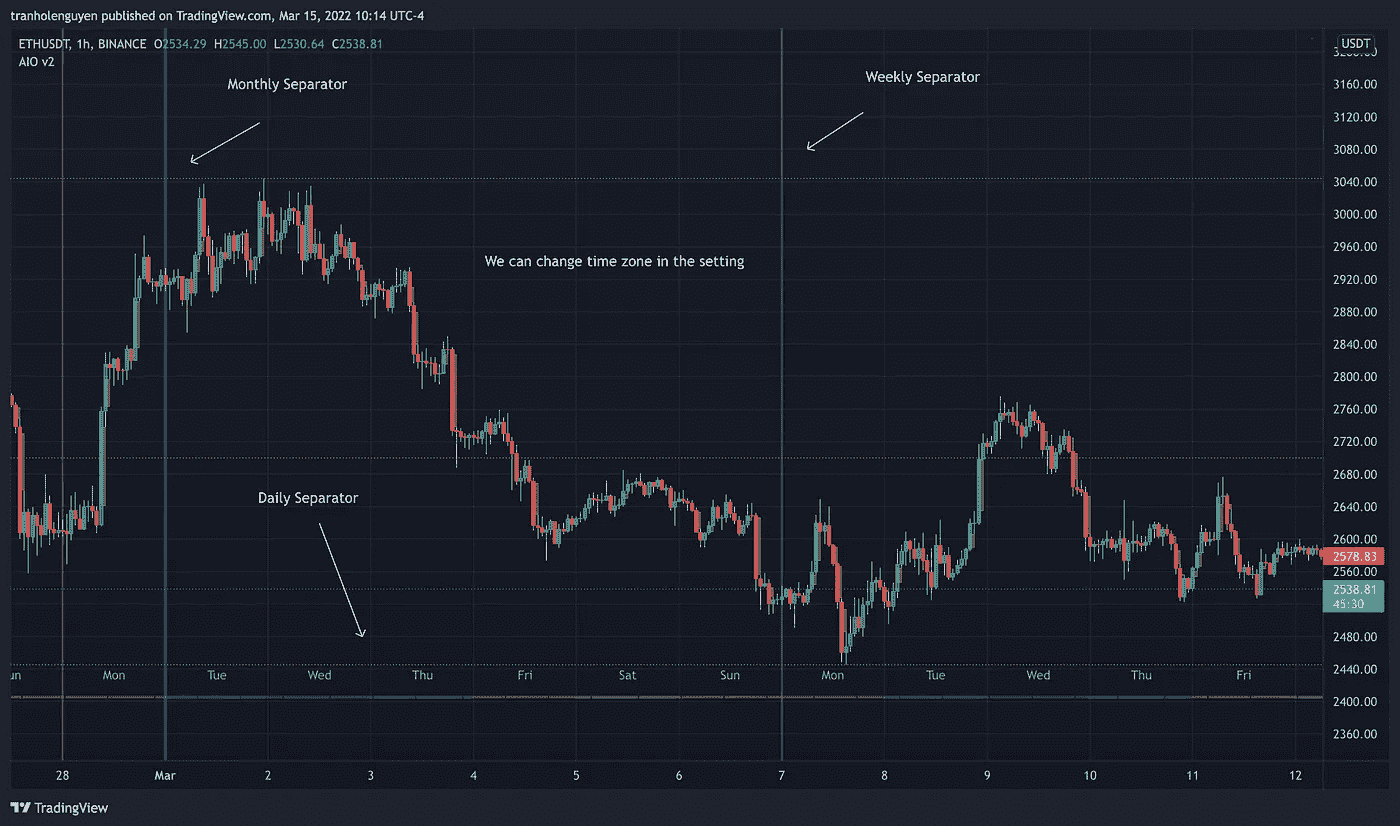 tranholenguyen published on TradingView.com, Mar 15, 2022 10:14 UTC-4
ETHUSDT, 1h, BINANCE O2534.29 H2545.00 L2530.64 C2538.81
AIO v2
USDT
Monthly Separator
Weekly Separator
3160.00
3120.00
3080.00
3040.00
3000.00
We can change time zone in the setting
2960.00
2920.00
2880.00
2840.00
2800.00
2760.00
2720.00
2680.00
Daily Separator
2640.00
2600.00
2578.83
2560.00
2538.81
45:30
2480.00
2440.00
Mon Tue Wed Thu Fri Sat Sun Mon Tue Wed Thu Fri
2400.00
2360.00
28 Mar 2 3 4 5 6 7 8 9 10 11 12
TradingView